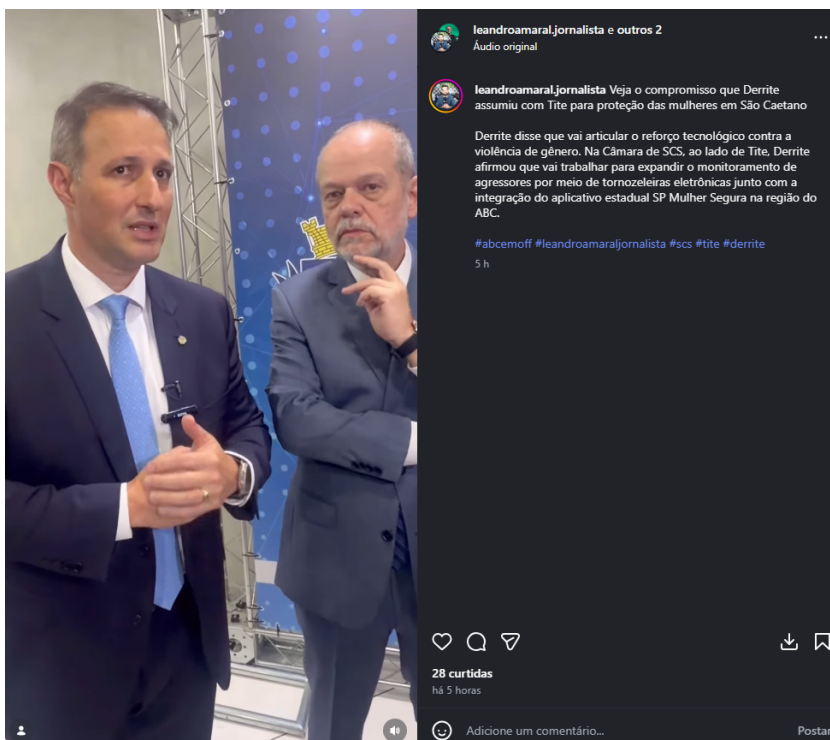 leandroamaral.jornalista e outros 2
Áudio original
leandroamaral.jornalista Veja o compromisso que Derrite
assumiu com Tite para proteção das mulheres em São Caetano
Derrite disse que vai articular o reforço tecnológico contra a
violência de gênero. Na Câmara de SCS, ao lado de Tite, Derrite
afirmou que vai trabalhar para expandir o monitoramento de
agressores por meio de tornozeleiras eletrônicas junto com a
integração do aplicativo estadual SP Mulher Segura na região do
ABC.
#abcemoff #leandroamaraljornalista #scs #tite #derrite
5 h
28 curtidas
há 5 horas
Adicione um comentário...
Postar